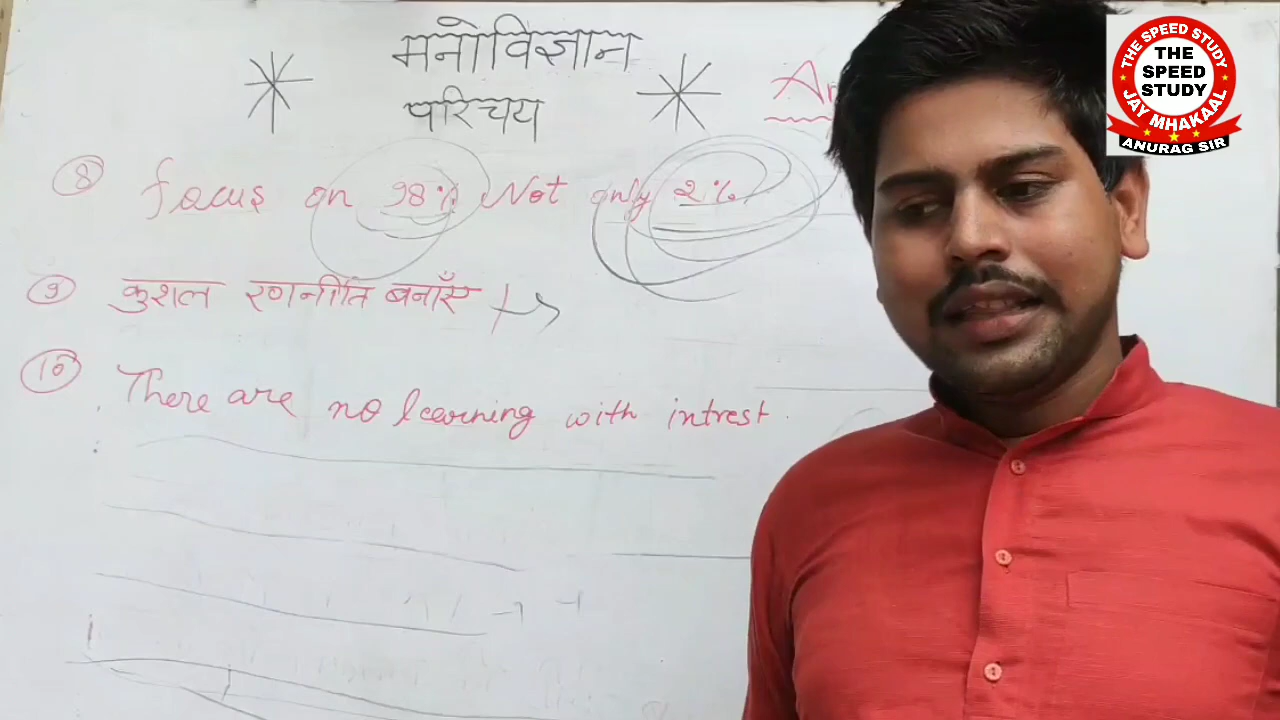 मनोविज्ञान
परिचय
An
⑧ focus on 98% Not only 2%
⑨ कुशल रणनीति बनाएँ
⑩ There are no learning with intrest.
THE SPEED STUDY
THE
SPEED
STUDY
JAY MHAKAAL
ANURAG SIR